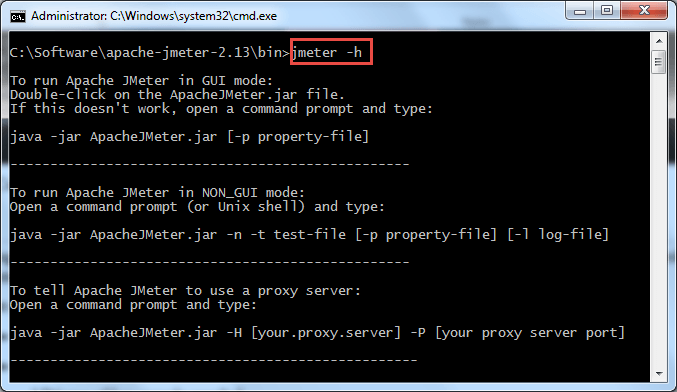 Administrator: C:\Windows\system32\cmd.exe
C:\Software\apache-jmeter-2.13\bin>jmeter -h
To run Apache JMeter in GUI mode:
Double-click on the ApacheJMeter.jar file.
If this doesn't work, open a command prompt and type:
java -jar ApacheJMeter.jar [-p property-file]
--------------------------------------------------
To run Apache JMeter in NON_GUI mode:
Open a command prompt (or Unix shell) and type:
java -jar ApacheJMeter.jar -n -t test-file [-p property-file] [-l log-file]
--------------------------------------------------
To tell Apache JMeter to use a proxy server:
Open a command prompt and type:
java -jar ApacheJMeter.jar -H [your.proxy.server] -P [your proxy server port]
---------------------------------------------------